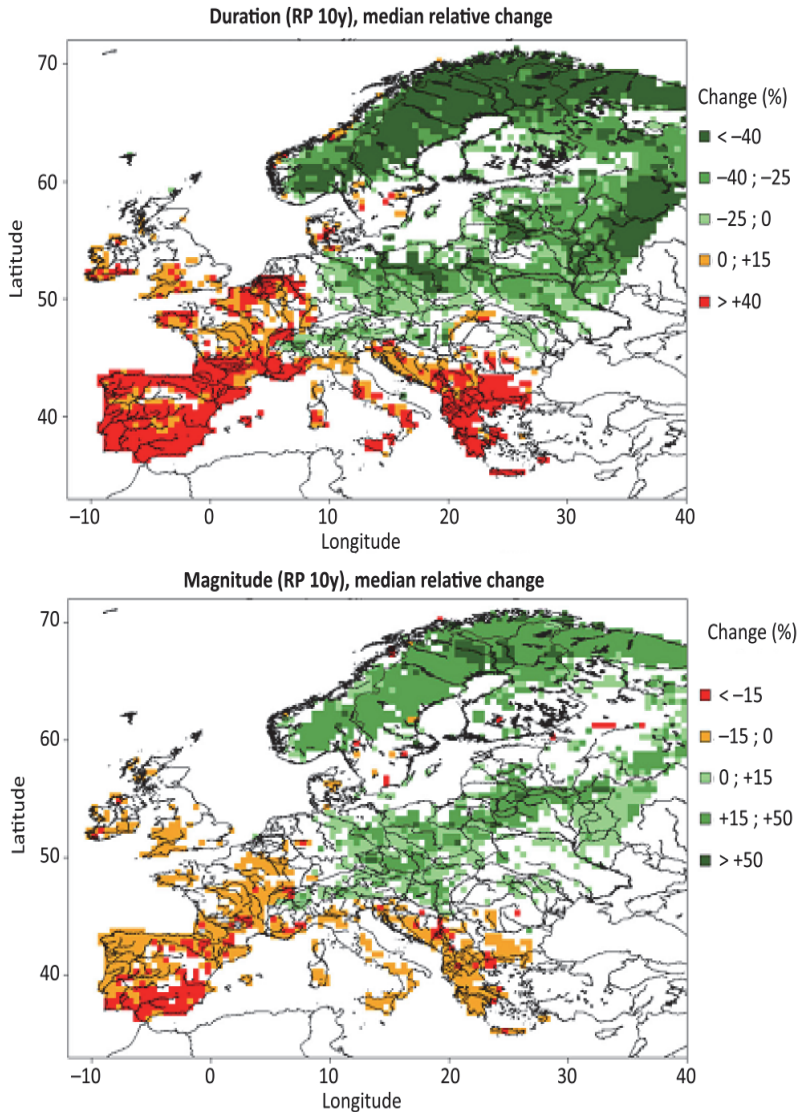 Duration (RP 10y), median relative change
70
60
50
40
Latitude
−10
0
10
20
30
40
Longitude
Change (%)
< −40
−40 ; −25
−25 ; 0
0 ; +15
> +40
Magnitude (RP 10y), median relative change
70
60
50
40
Latitude
−10
0
10
20
30
40
Longitude
Change (%)
< −15
−15 ; 0
0 ; +15
+15 ; +50
> +50